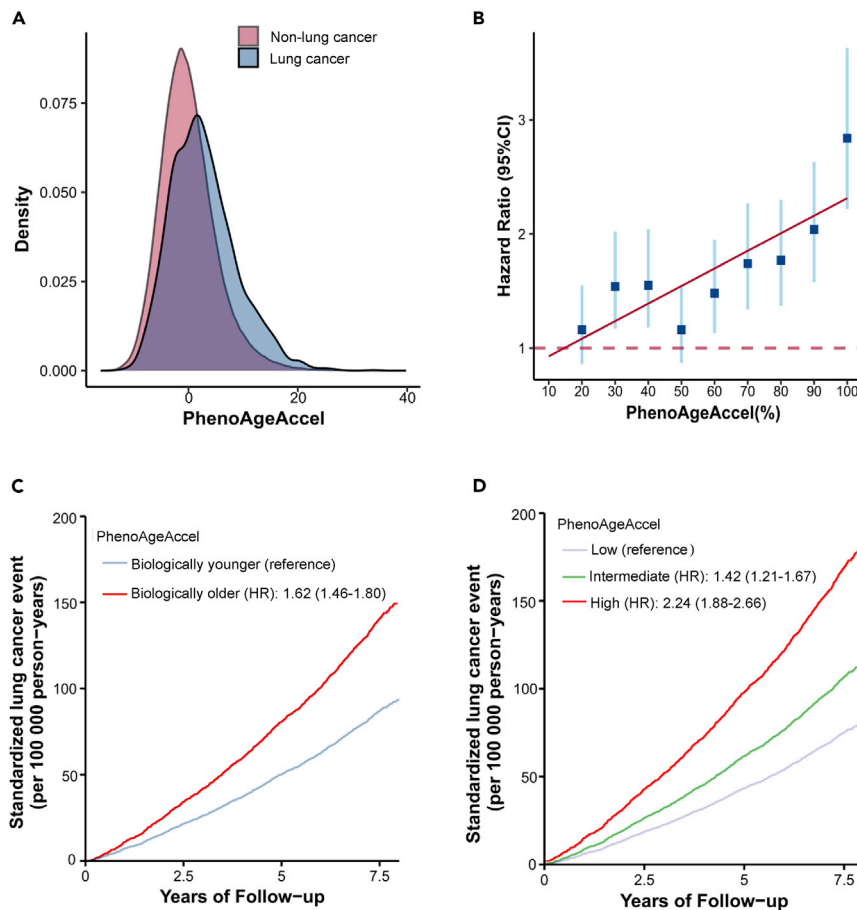 A
Non-lung cancer
Lung cancer
0.075
0.050
0.025
0.000
Density
0
20
40
PhenoAgeAccel
B
3
2
1
Hazard Ratio (95%CI)
10 20 30 40 50 60 70 80 90 100
PhenoAgeAccel(%)
C
200
150
100
50
0
Standardized lung cancer event
(per 100 000 person−years)
PhenoAgeAccel
Biologically younger (reference)
Biologically older (HR): 1.62 (1.46-1.80)
0 2.5 5 7.5
Years of Follow−up
D
200
150
100
50
0
Standardized lung cancer event
(per 100 000 person−years)
PhenoAgeAccel
Low (reference)
Intermediate (HR): 1.42 (1.21-1.67)
High (HR): 2.24 (1.88-2.66)
0 2.5 5 7.5
Years of Follow−up